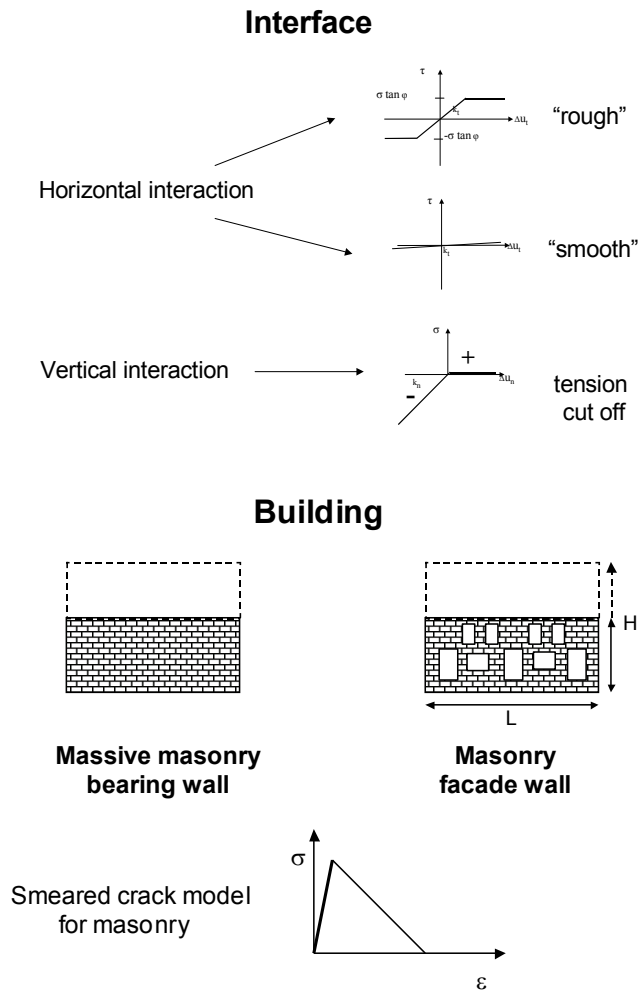 Interface
τ
σ tan φ
k_t
Δu_t
-σ tan φ
“rough”
Horizontal interaction
τ
k_t
Δu_t
“smooth”
σ
+
Vertical interaction
k_n
Δu_n
-
tension
cut off
Building
H
L
Massive masonry
bearing wall
Masonry
facade wall
σ
Smeared crack model
for masonry
ε